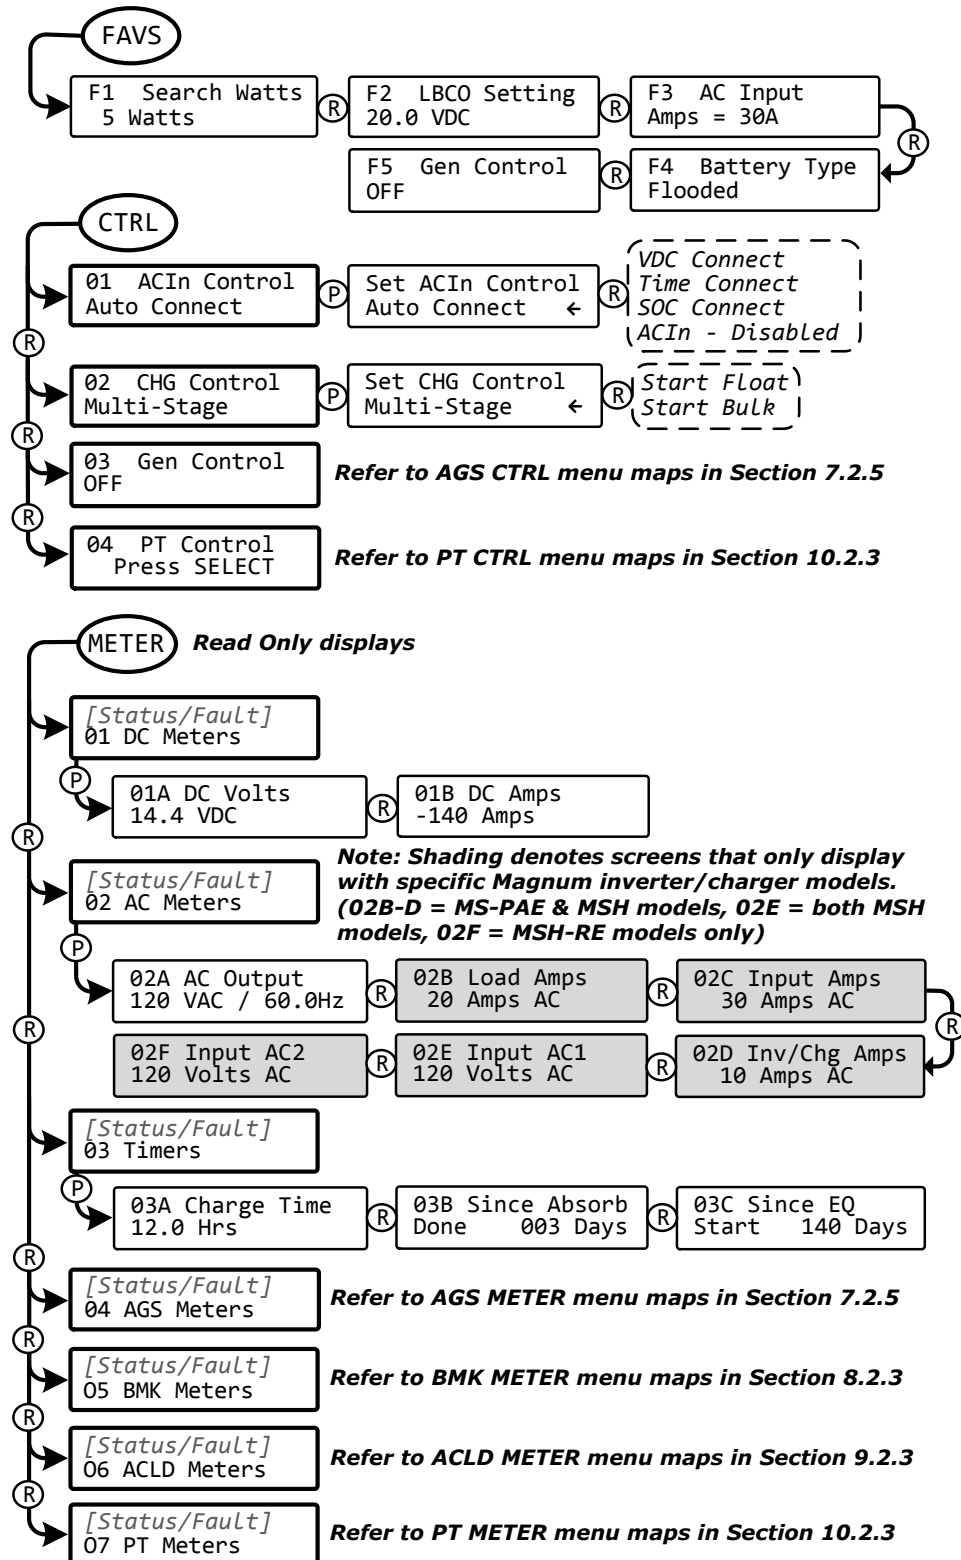 FAVS
F1  Search Watts
5 Watts
R
F2  LBCO Setting
20.0 VDC
R
F3  AC Input
Amps = 30A
R
F4  Battery Type
Flooded
R
F5  Gen Control
OFF
CTRL
01  ACIn Control
Auto Connect
P
Set ACIn Control
Auto Connect ←
R
VDC Connect
Time Connect
SOC Connect
ACIn - Disabled
R
02  CHG Control
Multi-Stage
P
Set CHG Control
Multi-Stage ←
R
Start Float
Start Bulk
R
03  Gen Control
OFF
Refer to AGS CTRL menu maps in Section 7.2.5
R
04  PT Control
Press SELECT
Refer to PT CTRL menu maps in Section 10.2.3
METER
Read Only displays
[Status/Fault]
01 DC Meters
P
01A DC Volts
14.4 VDC
R
01B DC Amps
-140 Amps
R
Note: Shading denotes screens that only display
with specific Magnum inverter/charger models.
(02B-D = MS-PAE & MSH models, 02E = both MSH
models, 02F = MSH-RE models only)
[Status/Fault]
02 AC Meters
P
02A AC Output
120 VAC / 60.0Hz
R
02B Load Amps
20 Amps AC
R
02C Input Amps
30 Amps AC
R
02D Inv/Chg Amps
10 Amps AC
R
02E Input AC1
120 Volts AC
R
02F Input AC2
120 Volts AC
R
[Status/Fault]
03 Timers
P
03A Charge Time
12.0 Hrs
R
03B Since Absorb
Done    003 Days
R
03C Since EQ
Start   140 Days
R
[Status/Fault]
04 AGS Meters
Refer to AGS METER menu maps in Section 7.2.5
R
[Status/Fault]
O5 BMK Meters
Refer to BMK METER menu maps in Section 8.2.3
R
[Status/Fault]
O6 ACLD Meters
Refer to ACLD METER menu maps in Section 9.2.3
R
[Status/Fault]
O7 PT Meters
Refer to PT METER menu maps in Section 10.2.3